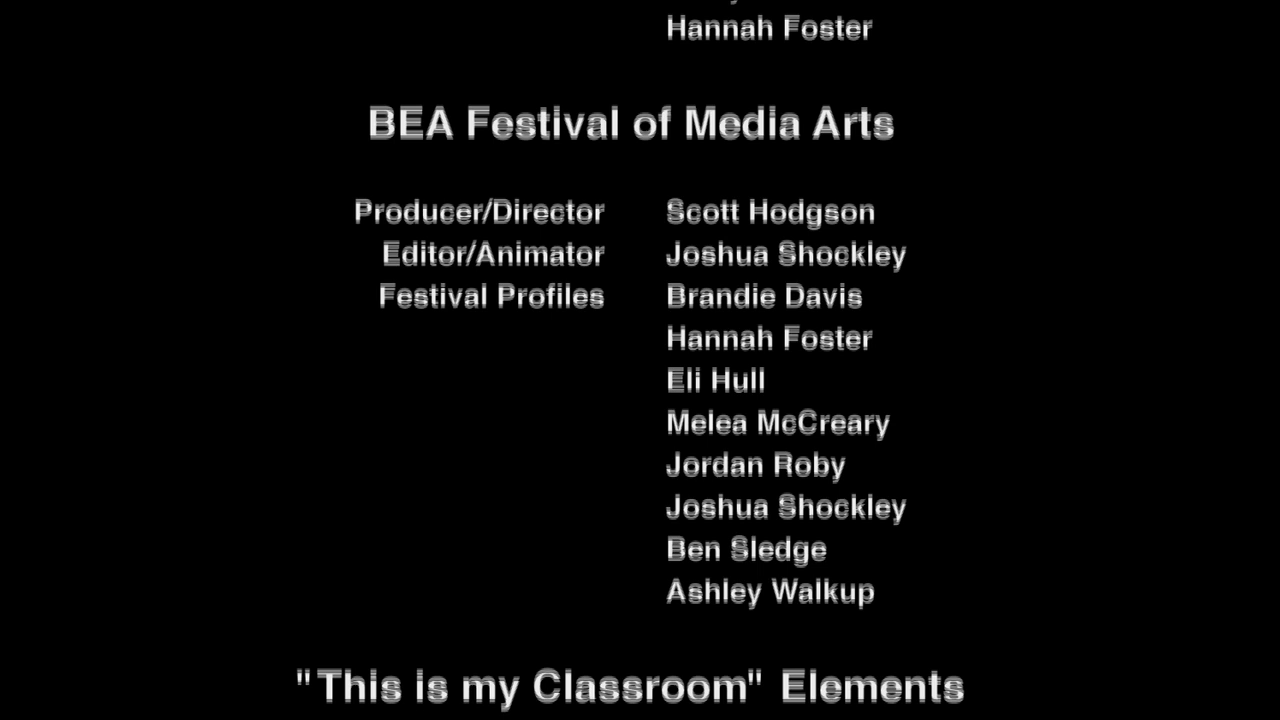 Hannah Foster
BEA Festival of Media Arts
Producer/Director Scott Hodgson
Editor/Animator Joshua Shockley
Festival Profiles Brandie Davis
Hannah Foster
Eli Hull
Melea McCreary
Jordan Roby
Joshua Shockley
Ben Sledge
Ashley Walkup
"This is my Classroom" Elements